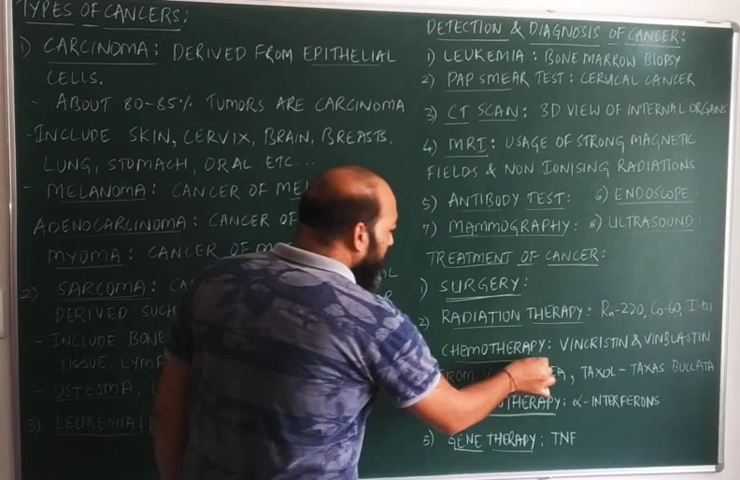 TYPES OF CANCERS:
1) CARCINOMA: DERIVED FROM EPITHELIAL
CELLS.
- ABOUT 80-85% TUMORS ARE CARCINOMA
- INCLUDE SKIN, CERVIX, BRAIN, BREASTS,
LUNG, STOMACH, ORAL ETC...
- MELANOMA: CANCER OF
ADENOCARCINOMA: CANCER OF
MYOMA: CANCER OF
2) SARCOMA:
DERIVED SUCH
- INCLUDE BONE
TISSUE,
- OSTEOMA,
3) LEUKEMIA:
DETECTION & DIAGNOSIS OF CANCER:
1) LEUKEMIA: BONE MARROW BIOPSY
2) PAP SMEAR TEST: CERVICAL CANCER
3) CT SCAN: 3D VIEW OF INTERNAL ORGANS
4) MRI: USAGE OF STRONG MAGNETIC
FIELDS & NON IONISING RADIATIONS
5) ANTIBODY TEST: 6) ENDOSCOPE.
7) MAMMOGRAPHY: 8) ULTRASOUND:
TREATMENT OF CANCER:
1) SURGERY:
2) RADIATION THERAPY: Rn-220, Co-60, I-131
CHEMOTHERAPY: VINCRISTIN & VINBLASTIN
FROM TAXOL - TAXAS BUCCATA
α-INTERFERONS
5) GENE THERAPY: TNF